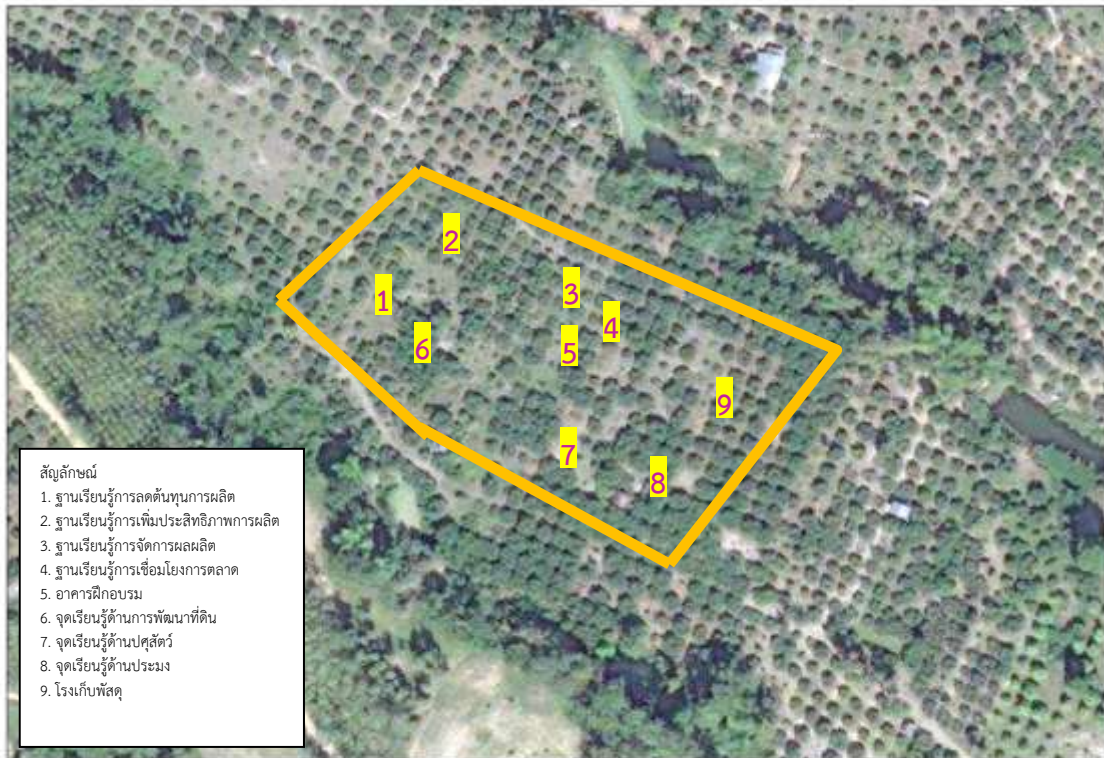 2
1
3
4
6
5
9
7
8
สัญลักษณ์
1. ฐานเรียนรู้การลดต้นทุนการผลิต
2. ฐานเรียนรู้การเพิ่มประสิทธิภาพการผลิต
3. ฐานเรียนรู้การจัดการผลผลิต
4. ฐานเรียนรู้การเชื่อมโยงการตลาด
5. อาคารฝึกอบรม
6. จุดเรียนรู้ด้านการพัฒนาที่ดิน
7. จุดเรียนรู้ด้านปศุสัตว์
8. จุดเรียนรู้ด้านประมง
9. โรงเก็บพัสดุ